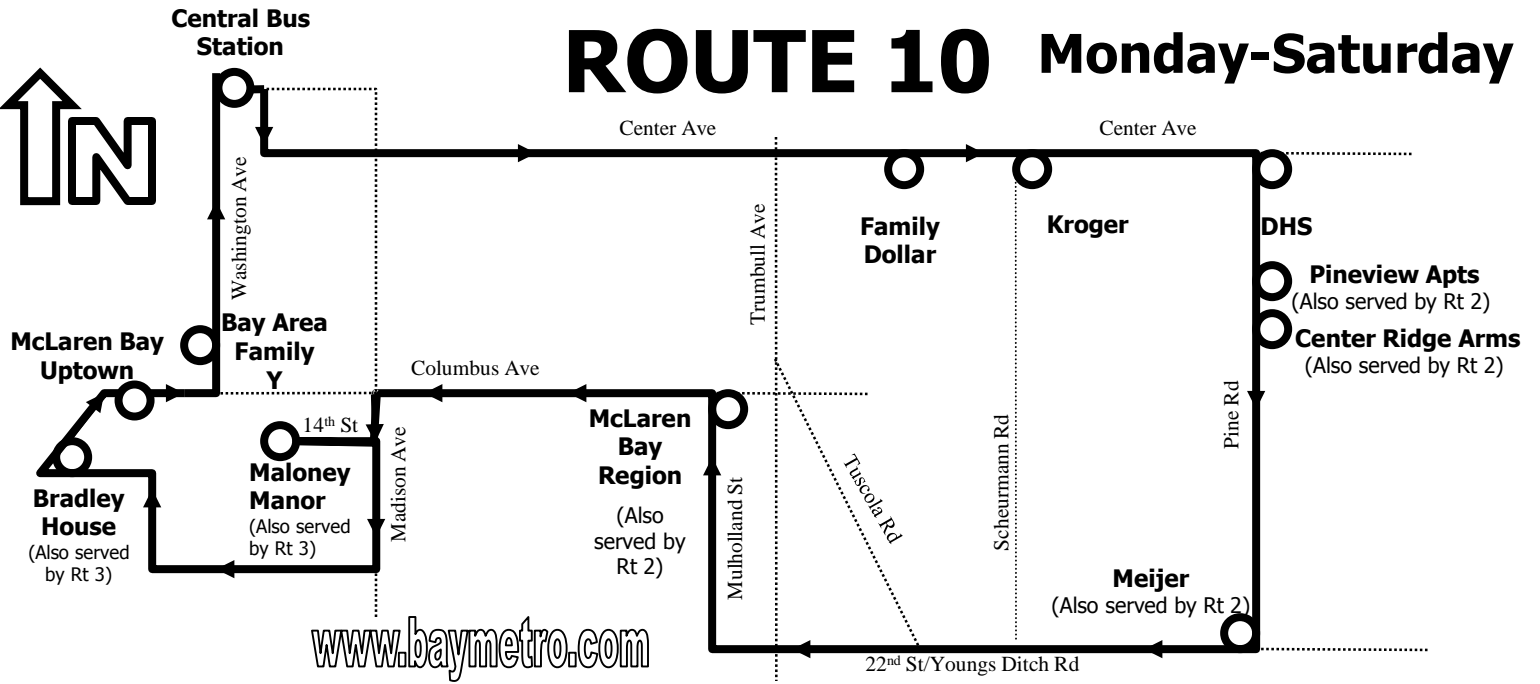 Central Bus
Station
ROUTE 10
Monday-Saturday
N
Center Ave
Center Ave
Washington Ave
Trumbull Ave
Family
Dollar
Kroger
DHS
Pineview Apts
(Also served by Rt 2)
Center Ridge Arms
(Also served by Rt 2)
Bay Area
Family
Y
McLaren Bay
Uptown
Columbus Ave
14th St
Maloney
Manor
(Also served
by Rt 3)
Madison Ave
McLaren
Bay
Region
(Also
served by
Rt 2)
Mulholland St
Tuscola Rd
Scheurmann Rd
Pine Rd
Bradley
House
(Also served
by Rt 3)
Meijer
(Also served by Rt 2)
22nd St/Youngs Ditch Rd
www.baymetro.com